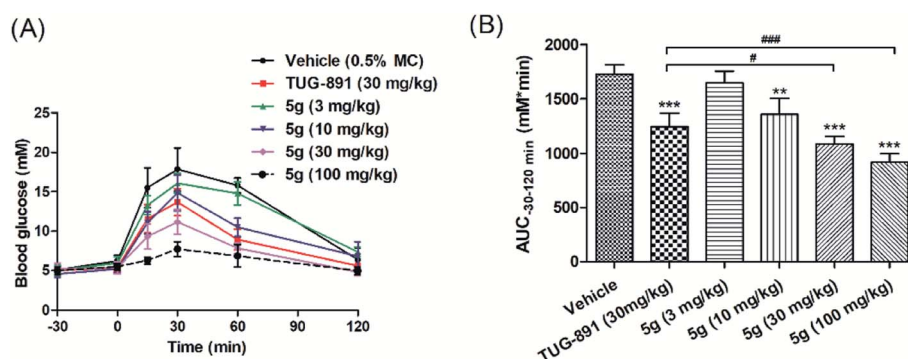 (A)
Vehicle (0.5% MC)
TUG-891 (30 mg/kg)
5g (3 mg/kg)
5g (10 mg/kg)
5g (30 mg/kg)
5g (100 mg/kg)
Blood glucose (mM)
25
20
15
10
5
0
-30 0 30 60 90 120
Time (min)
(B)
AUC-30-120 min (mM*min)
2000
1500
1000
500
0
###
#
*** ** *** ***
Vehicle
TUG-891 (30mg/kg)
5g (3 mg/kg)
5g (10 mg/kg)
5g (30 mg/kg)
5g (100 mg/kg)